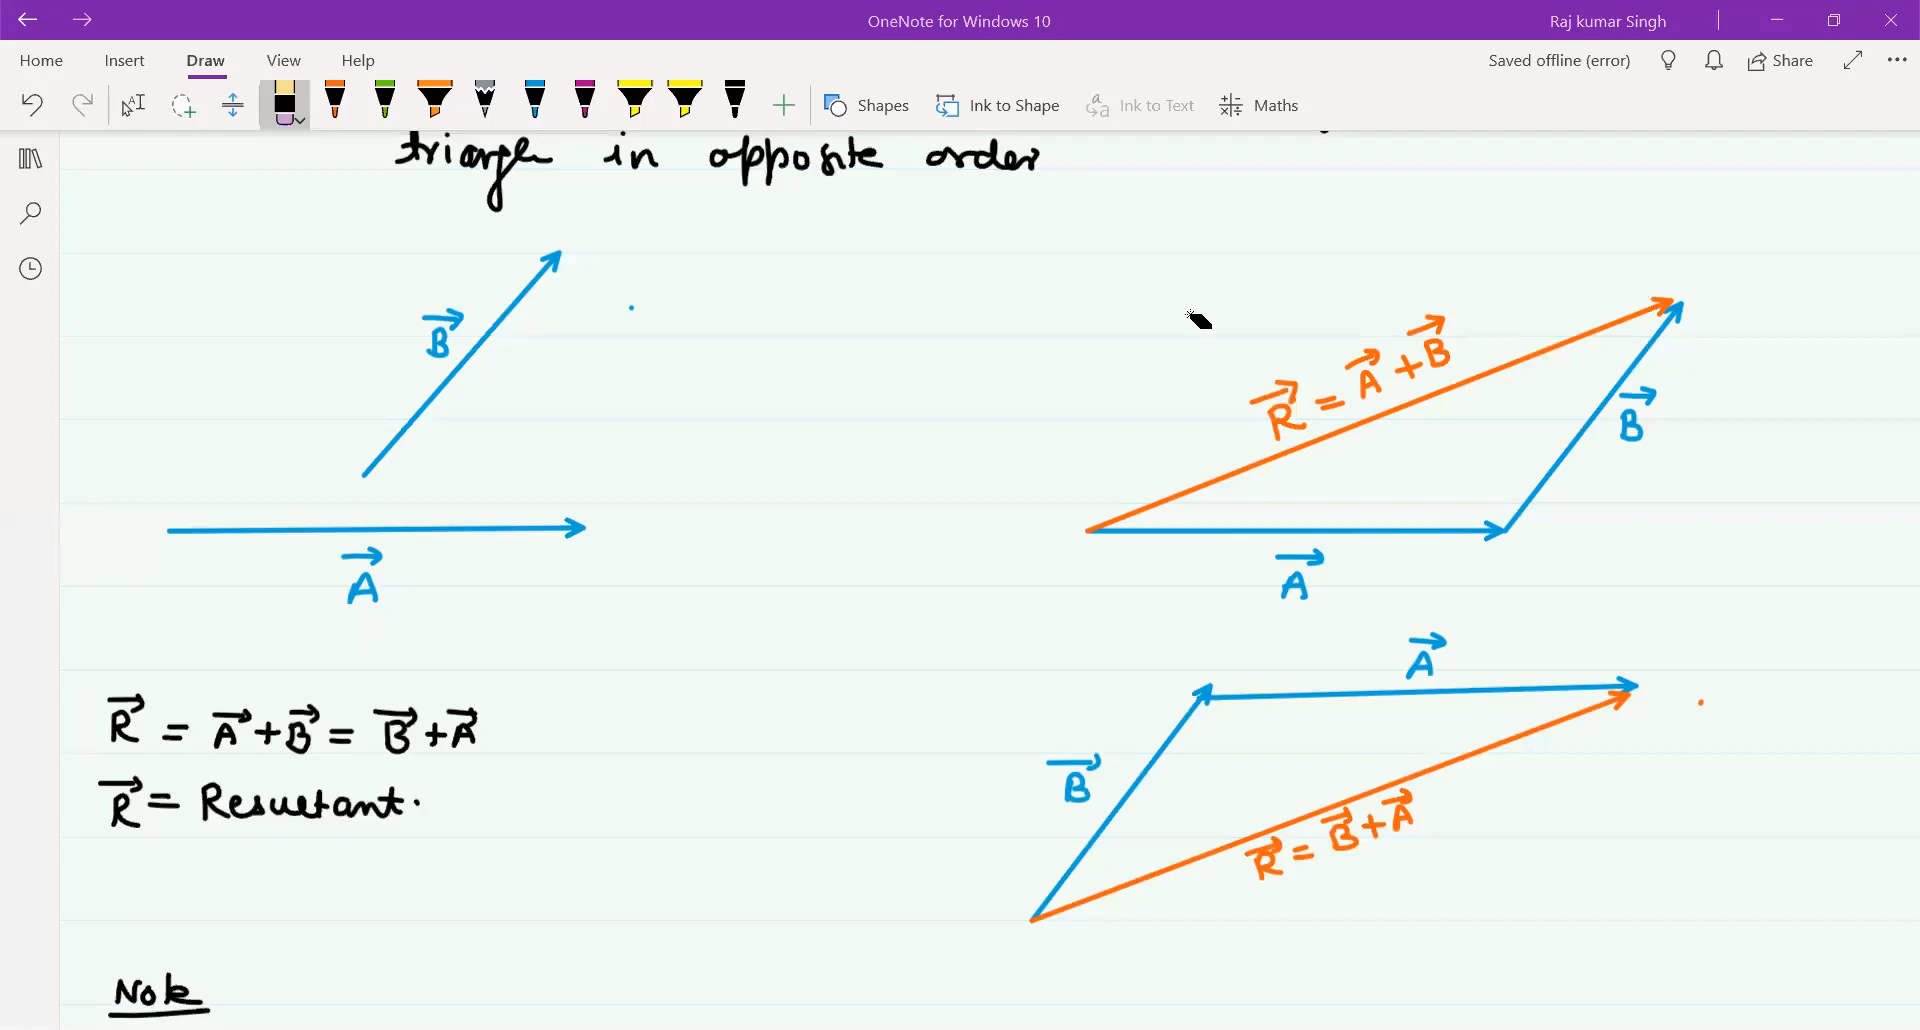 OneNote for Windows 10
Raj kumar Singh
Home Insert Draw View Help
Saved offline (error) Share
Shapes Ink to Shape Ink to Text Maths
triangle in opposite order
B⃗
A⃗
R⃗ = A⃗ + B⃗
B⃗
A⃗
A⃗
B⃗
R⃗ = B⃗ + A⃗
R⃗ = A⃗ + B⃗ = B⃗ + A⃗
R⃗ = Resultant.
Note